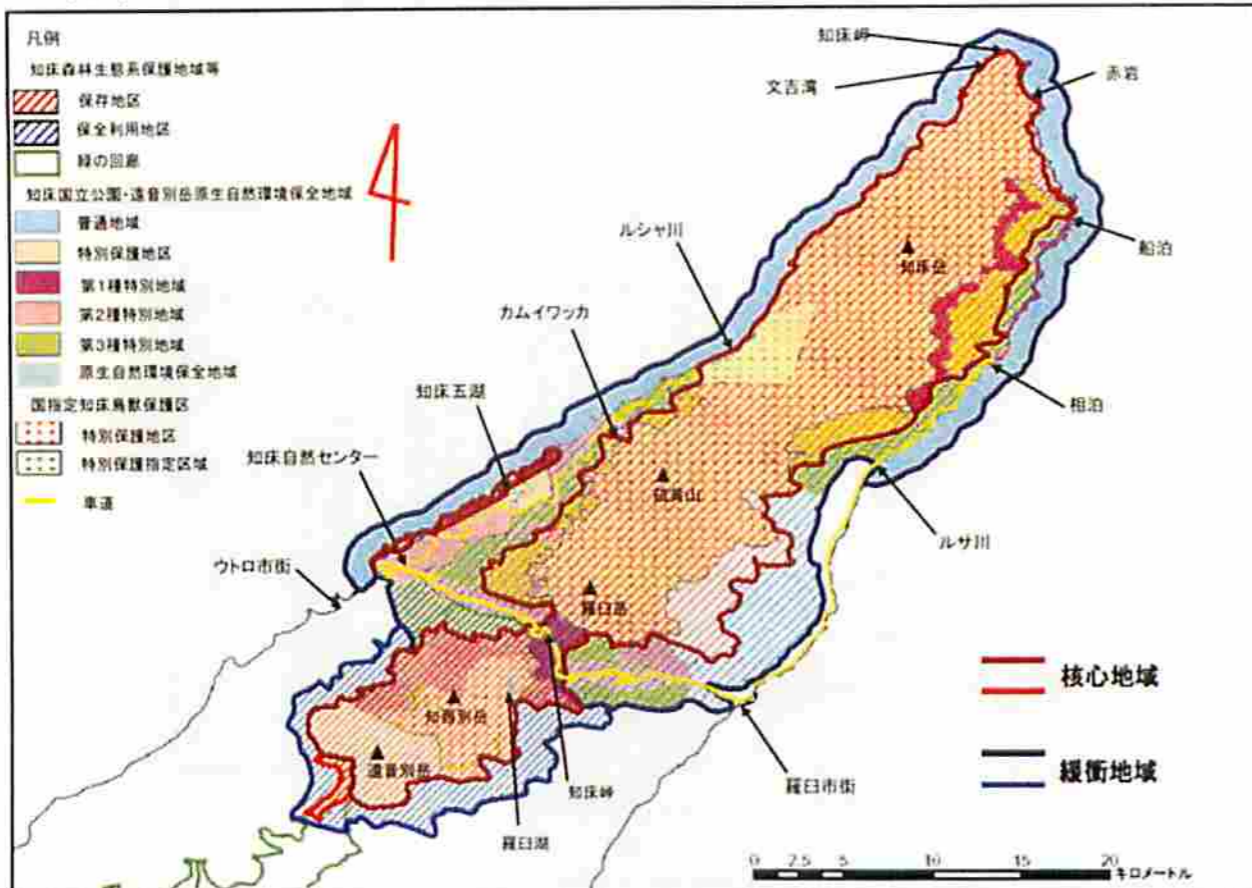 凡例
知床森林生態系保護地域等
保存地区
保全利用地区
緑の回廊
知床国立公園・遠音別岳原生自然環境保全地域
普通地域
特別保護地区
第1種特別地域
第2種特別地域
第3種特別地域
原生自然環境保全地域
国指定知床鳥獣保護区
特別保護地区
特別保護指定区域
車道
知床岬
文吉湾
赤岩
ルシャ川
知床岳
船泊
カムイワッカ
知床五湖
相泊
知床自然センター
硫黄山
ルサ川
ウトロ市街
羅臼岳
核心地域
知西別岳
遠音別岳
知床峠
羅臼市街
緩衝地域
羅臼湖
0 2.5 5 10 15 20
キロメートル